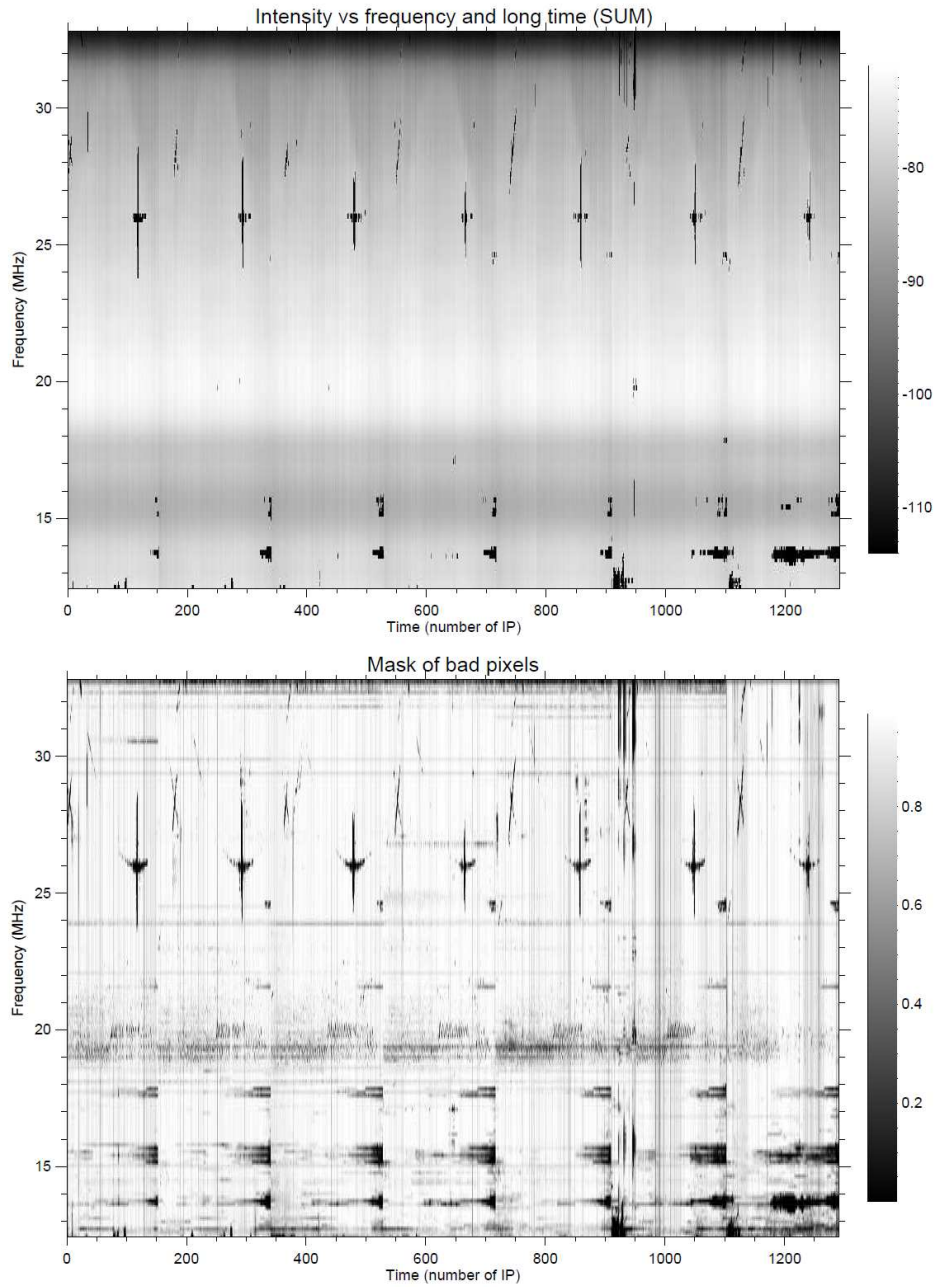 Intensity vs frequency and long time (SUM)
30
25
20
15
Frequency (MHz)
0 200 400 600 800 1000 1200
Time (number of IP)
-80
-90
-100
-110
Mask of bad pixels
30
25
20
15
Frequency (MHz)
0 200 400 600 800 1000 1200
Time (number of IP)
0.8
0.6
0.4
0.2